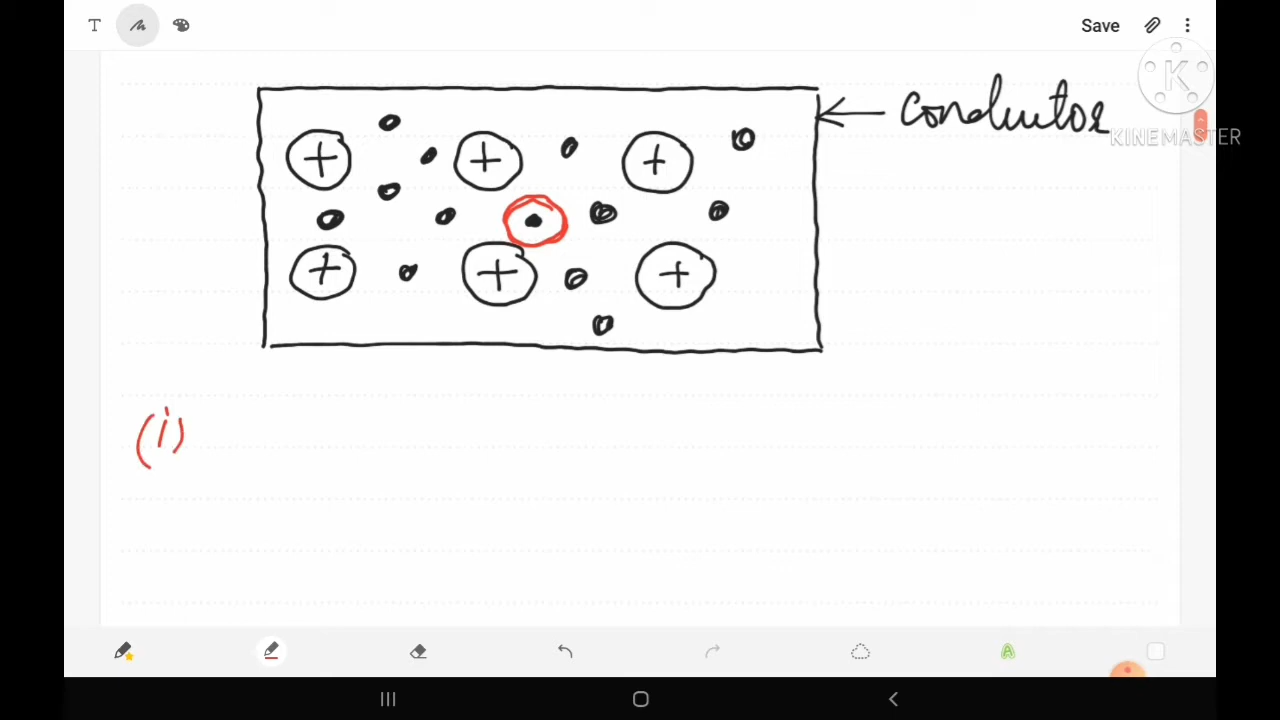 T
Save
K
conductor
KINEMASTER
+ + +
+ + +
(i)
A